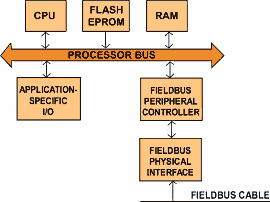 CPU
FLASH
EPROM
RAM
PROCESSOR BUS
APPLICATION-
SPECIFIC
I/O
FIELDBUS
PERIPHERAL
CONTROLLER
FIELDBUS
PHYSICAL
INTERFACE
FIELDBUS CABLE